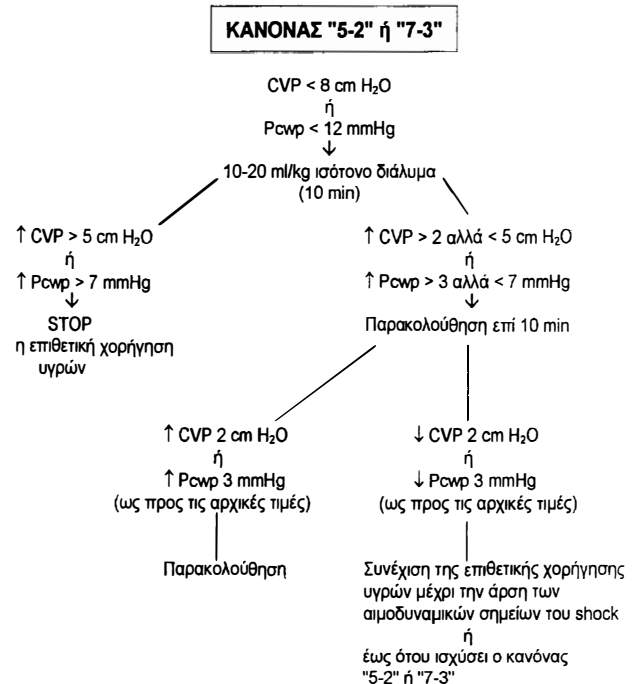 ΚΑΝΟΝΑΣ "5-2" ή "7-3"
CVP < 8 cm H₂O
ή
Pcwp < 12 mmHg
↓
10-20 ml/kg ισότονο διάλυμα
(10 min)
↑ CVP > 5 cm H₂O
ή
↑ Pcwp > 7 mmHg
↓
STOP
η επιθετική χορήγηση
υγρών
↑ CVP > 2 αλλά < 5 cm H₂O
ή
↑ Pcwp > 3 αλλά < 7 mmHg
↓
Παρακολούθηση επί 10 min
↑ CVP 2 cm H₂O
ή
↑ Pcwp 3 mmHg
(ως προς τις αρχικές τιμές)
Παρακολούθηση
↓ CVP 2 cm H₂O
ή
↓ Pcwp 3 mmHg
(ως προς τις αρχικές τιμές)
Συνέχιση της επιθετικής χορήγησης
υγρών μέχρι την άρση των
αιμοδυναμικών σημείων του shock
ή
έως ότου ισχύσει ο κανόνας
"5-2" ή "7-3"